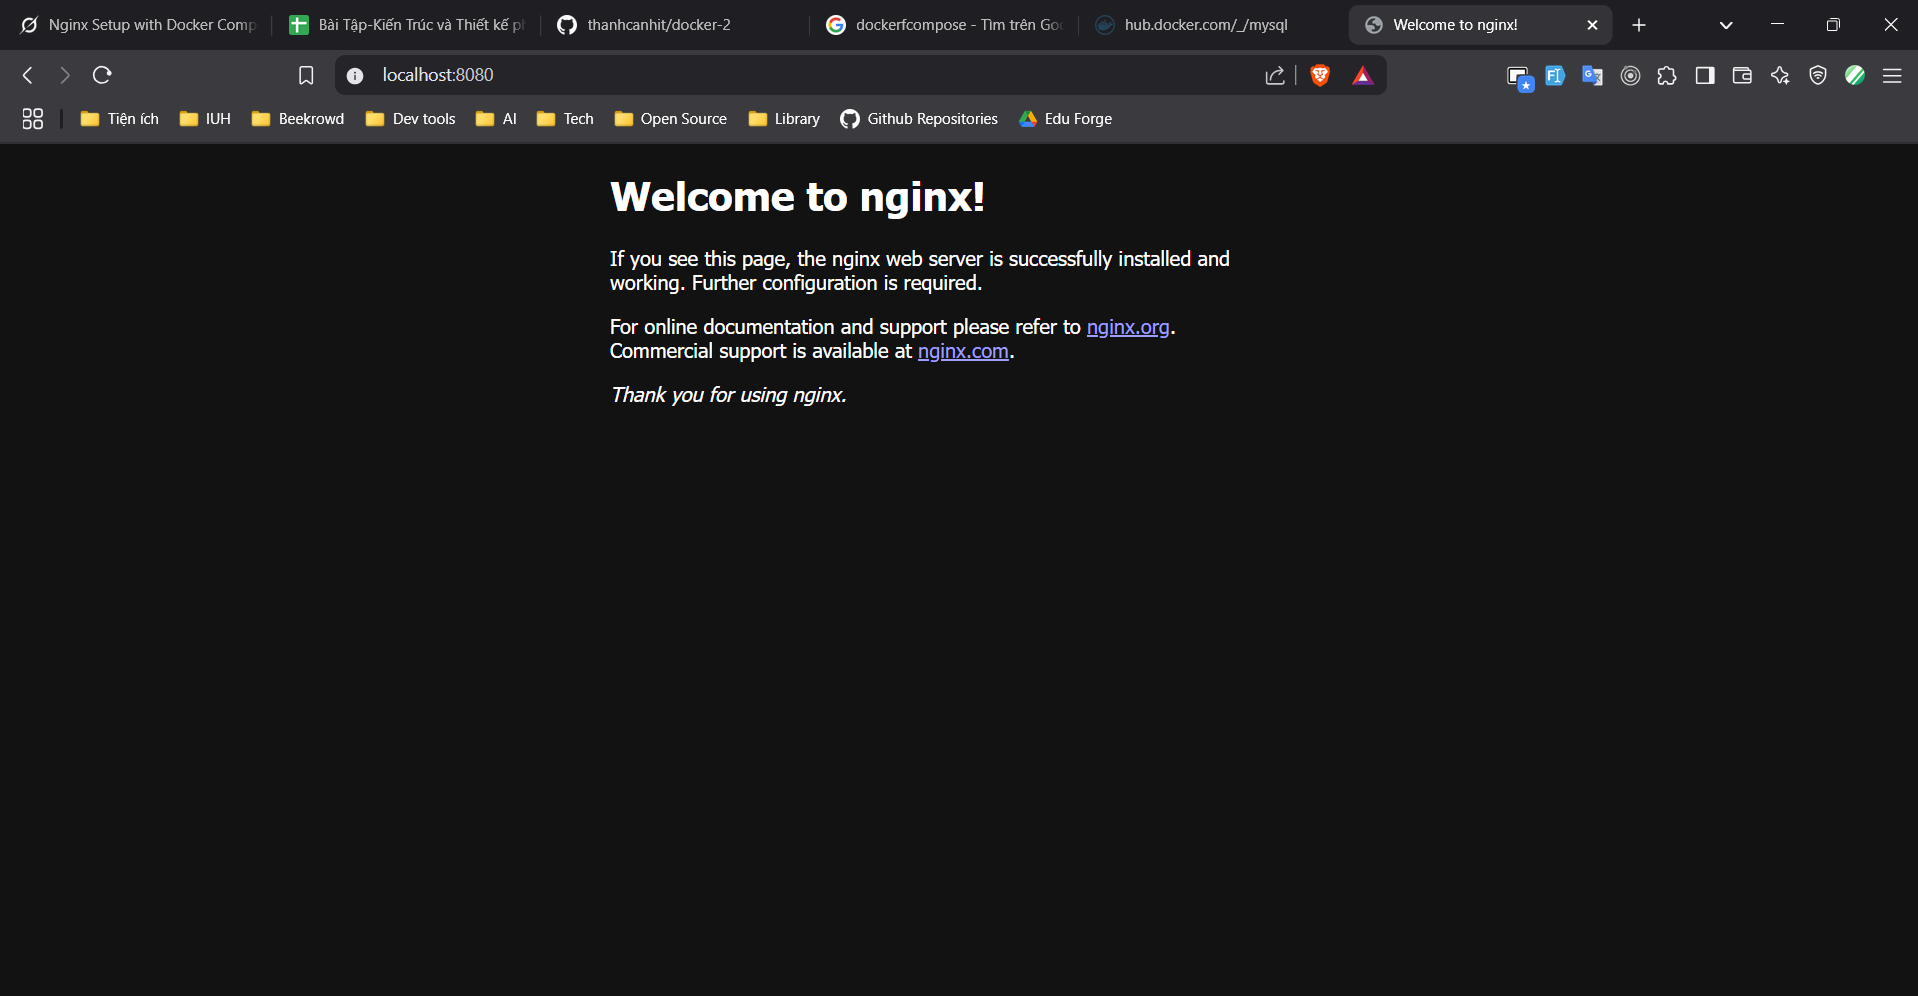 Nginx Setup with Docker Comp
Bài Tập-Kiến Trúc và Thiết kế ph
thanhcanhit/docker-2
dockerfcompose - Tìm trên Goo
hub.docker.com/_/mysql
Welcome to nginx!
localhost:8080
Tiện ích
IUH
Beekrowd
Dev tools
AI
Tech
Open Source
Library
Github Repositories
Edu Forge
Welcome to nginx!
If you see this page, the nginx web server is successfully installed and
working. Further configuration is required.
For online documentation and support please refer to nginx.org.
Commercial support is available at nginx.com.
Thank you for using nginx.